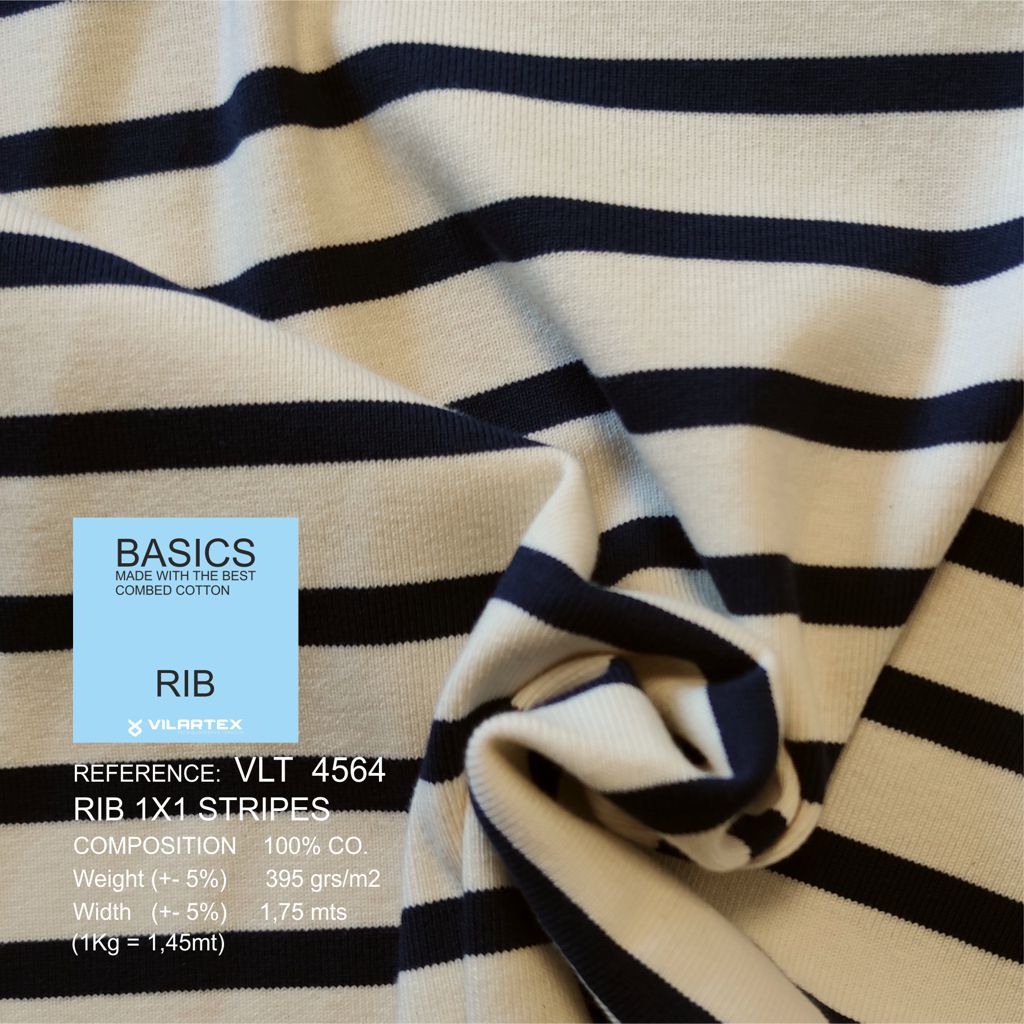 BASICS
MADE WITH THE BEST
COMBED COTTON
RIB
VILARTEX
REFERENCE: VLT 4564
RIB 1X1 STRIPES
COMPOSITION 100% CO.
Weight (+- 5%) 395 grs/m2
Width (+- 5%) 1,75 mts
(1Kg = 1,45mt)